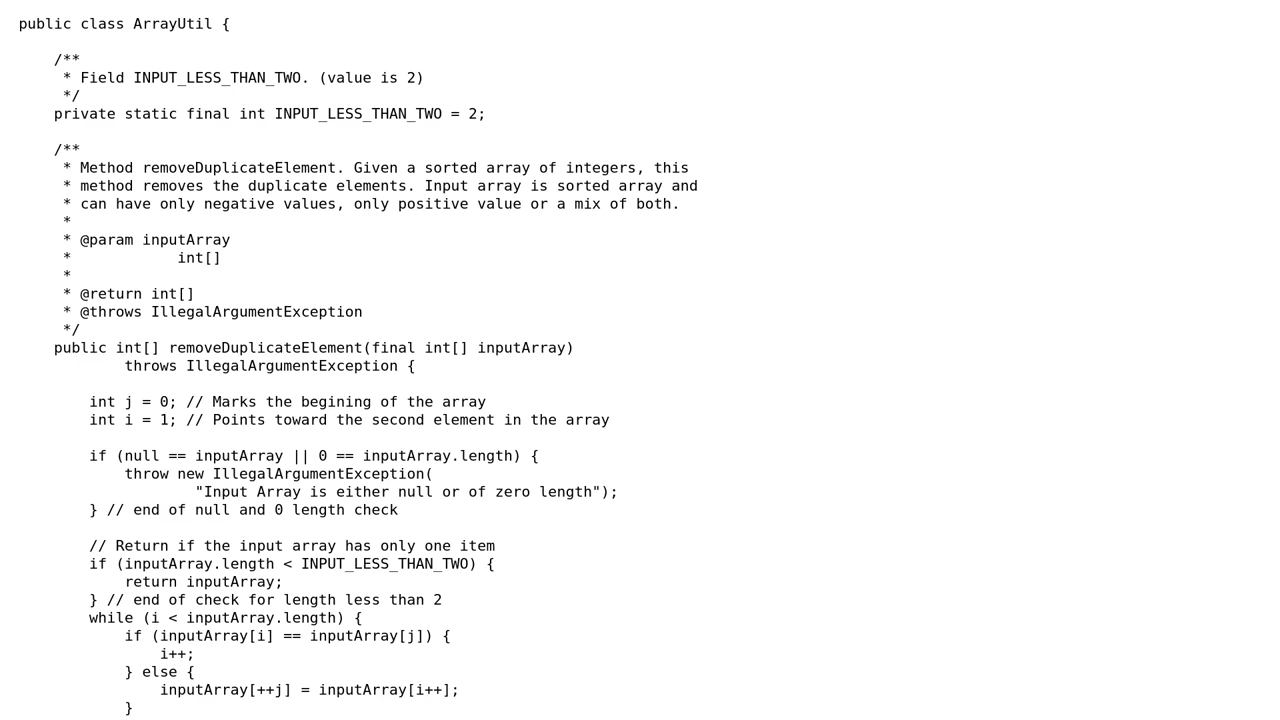 public class ArrayUtil {

    /**
     * Field INPUT_LESS_THAN_TWO. (value is 2)
     */
    private static final int INPUT_LESS_THAN_TWO = 2;

    /**
     * Method removeDuplicateElement. Given a sorted array of integers, this
     * method removes the duplicate elements. Input array is sorted array and
     * can have only negative values, only positive value or a mix of both.
     *
     * @param inputArray
     *            int[]
     *
     * @return int[]
     * @throws IllegalArgumentException
     */
    public int[] removeDuplicateElement(final int[] inputArray)
            throws IllegalArgumentException {

        int j = 0; // Marks the begining of the array
        int i = 1; // Points toward the second element in the array

        if (null == inputArray || 0 == inputArray.length) {
            throw new IllegalArgumentException(
                    "Input Array is either null or of zero length");
        } // end of null and 0 length check

        // Return if the input array has only one item
        if (inputArray.length < INPUT_LESS_THAN_TWO) {
            return inputArray;
        } // end of check for length less than 2
        while (i < inputArray.length) {
            if (inputArray[i] == inputArray[j]) {
                i++;
            } else {
                inputArray[++j] = inputArray[i++];
            }